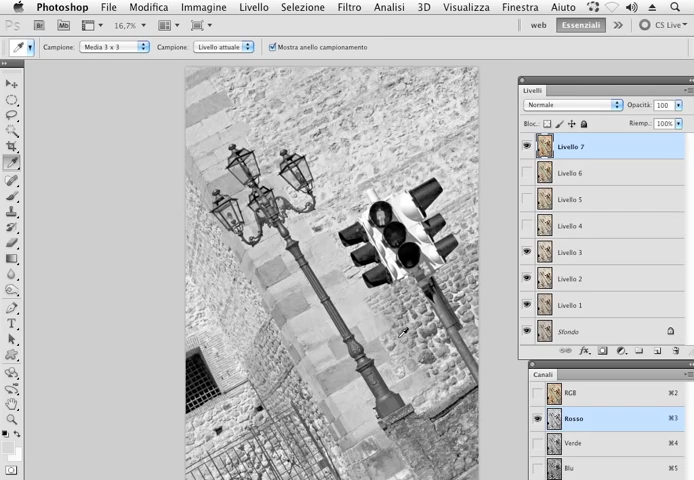 Photoshop File Modifica Immagine Livello Selezione Filtro Analisi 3D Visualizza Finestra Aiuto
Ps Br Mb 16,7% web Essenziali CS Live
Campione: Media 3 x 3 Campione: Livello attuale Mostra anello campionamento
Livelli
Normale Opacità: 100
Bloc.: Riemp.: 100%
Livello 7
Livello 6
Livello 5
Livello 4
Livello 3
Livello 2
Livello 1
Sfondo
Canali
RGB ⌘2
Rosso ⌘3
Verde ⌘4
Blu ⌘5